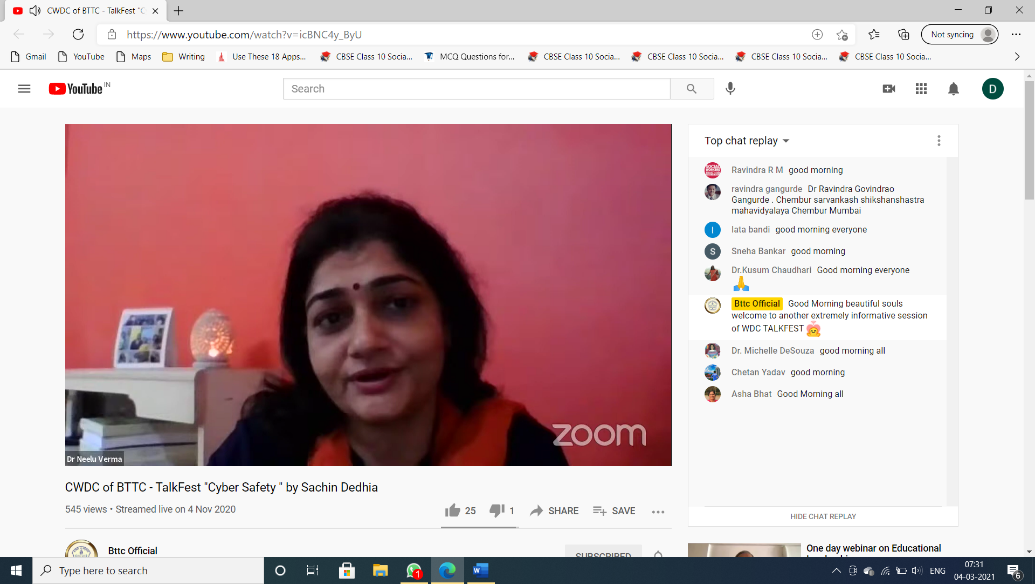 CWDC of BTTC - TalkFest "C
Not syncing
https://www.youtube.com/watch?v=icBNC4y_ByU
Gmail
YouTube
Maps
Writing
Use These 18 Apps...
CBSE Class 10 Socia...
MCQ Questions for...
CBSE Class 10 Socia...
CBSE Class 10 Socia...
CBSE Class 10 Socia...
CBSE Class 10 Socia...
YouTube IN
Search
D
zoom
Dr Neelu Verma
CWDC of BTTC - TalkFest "Cyber Safety " by Sachin Dedhia
545 views • Streamed live on 4 Nov 2020
25
1
SHARE
SAVE
Bttc Official
SUBSCRIBED
Top chat replay
Ravindra R M good morning
ravindra gangurde Dr Ravindra Govindrao
Gangurde . Chembur sarvankash shikshanshastra
mahavidyalaya Chembur Mumbai
lata bandi good morning everyone
S Sneha Bankar good morning
Dr.Kusum Chaudhari Good morning everyone
Bttc Official Good Morning beautiful souls
welcome to another extremely informative session
of WDC TALKFEST
Dr. Michelle DeSouza good morning all
Chetan Yadav good morning
Asha Bhat Good Morning all
HIDE CHAT REPLAY
One day webinar on Educational
Type here to search
1
W
ENG
07:31
04-03-2021
6